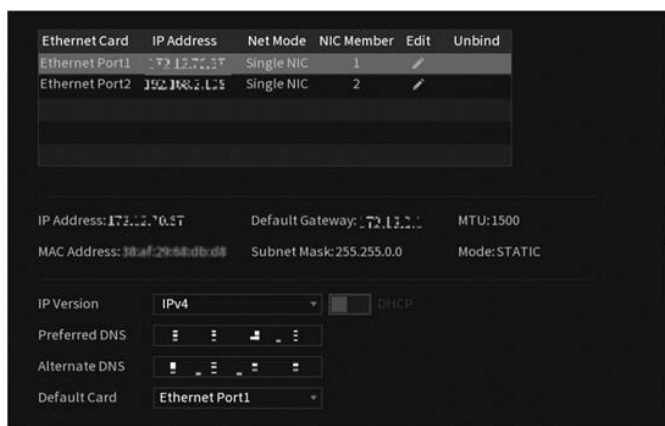 Ethernet Card IP Address Net Mode NIC Member Edit Unbind
Ethernet Port1 Single NIC 1
Ethernet Port2 Single NIC 2
IP Address: Default Gateway: MTU:1500
MAC Address: Subnet Mask:255.255.0.0 Mode:STATIC
IP Version IPv4 DHCP
Preferred DNS
Alternate DNS
Default Card Ethernet Port1